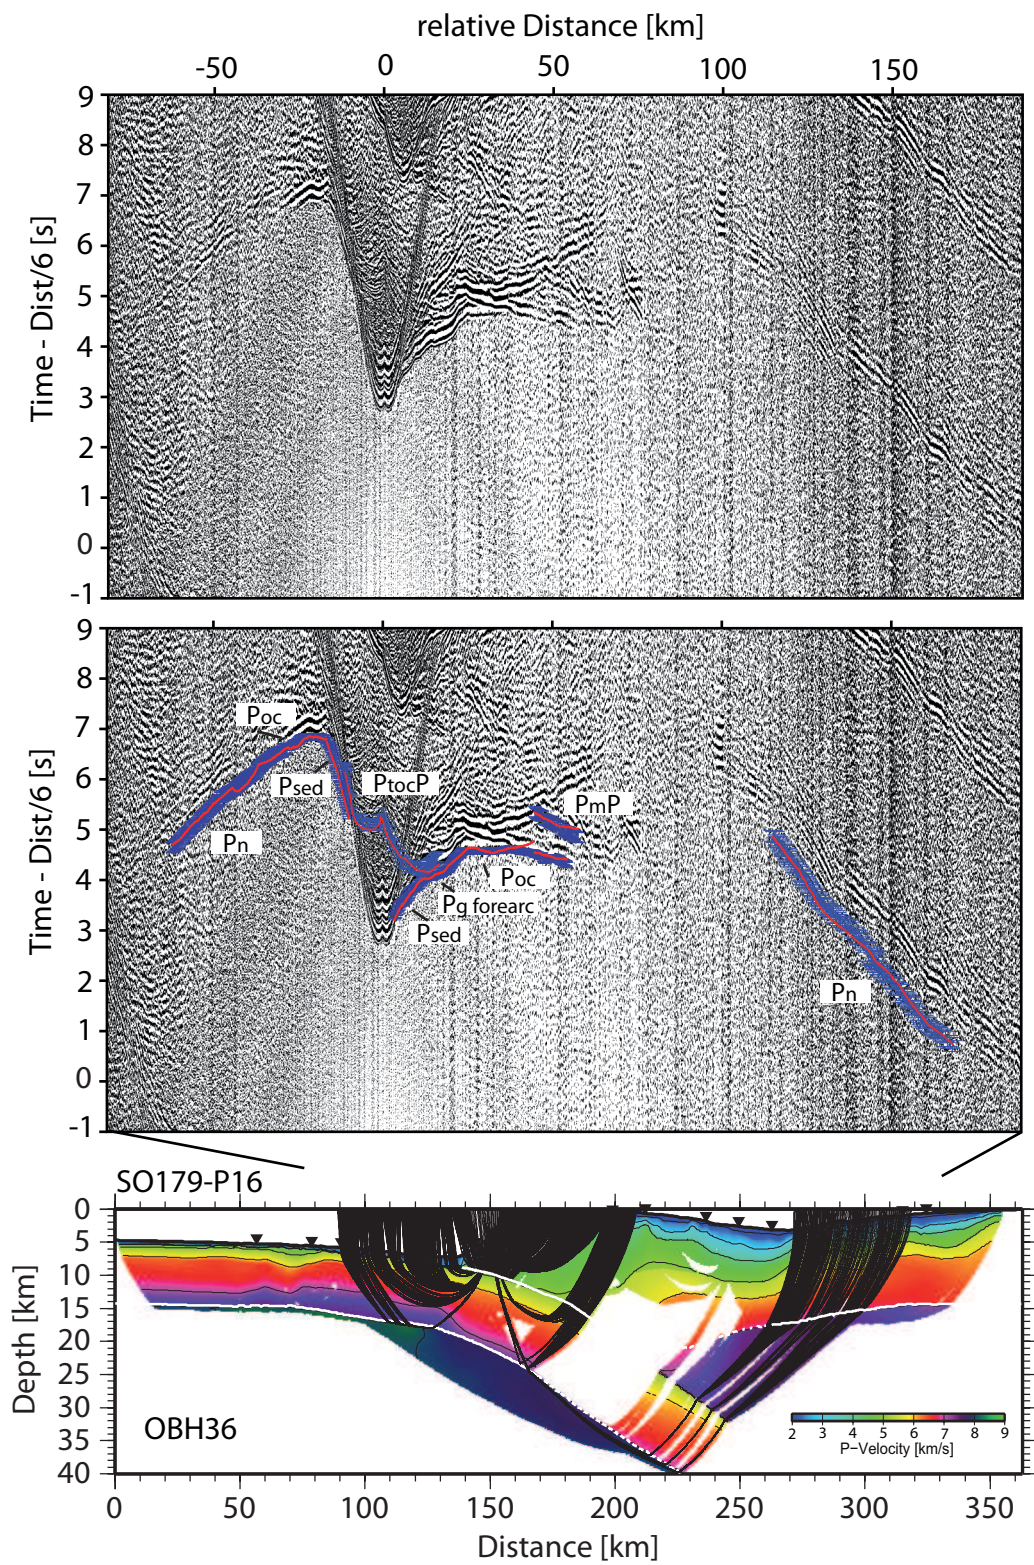 relative Distance [km]
-50 0 50 100 150
9
8
7
6
5
4
3
2
1
0
-1
Time - Dist/6 [s]
9
8
7
6
5
4
3
2
1
0
-1
Time - Dist/6 [s]
Poc
Psed
PtocP
Pn
PmP
Poc
Pg forearc
Psed
Pn
SO179-P16
0
5
10
15
20
25
30
35
40
Depth [km]
OBH36
2 3 4 5 6 7 8 9
P-Velocity [km/s]
0 50 100 150 200 250 300 350
Distance [km]